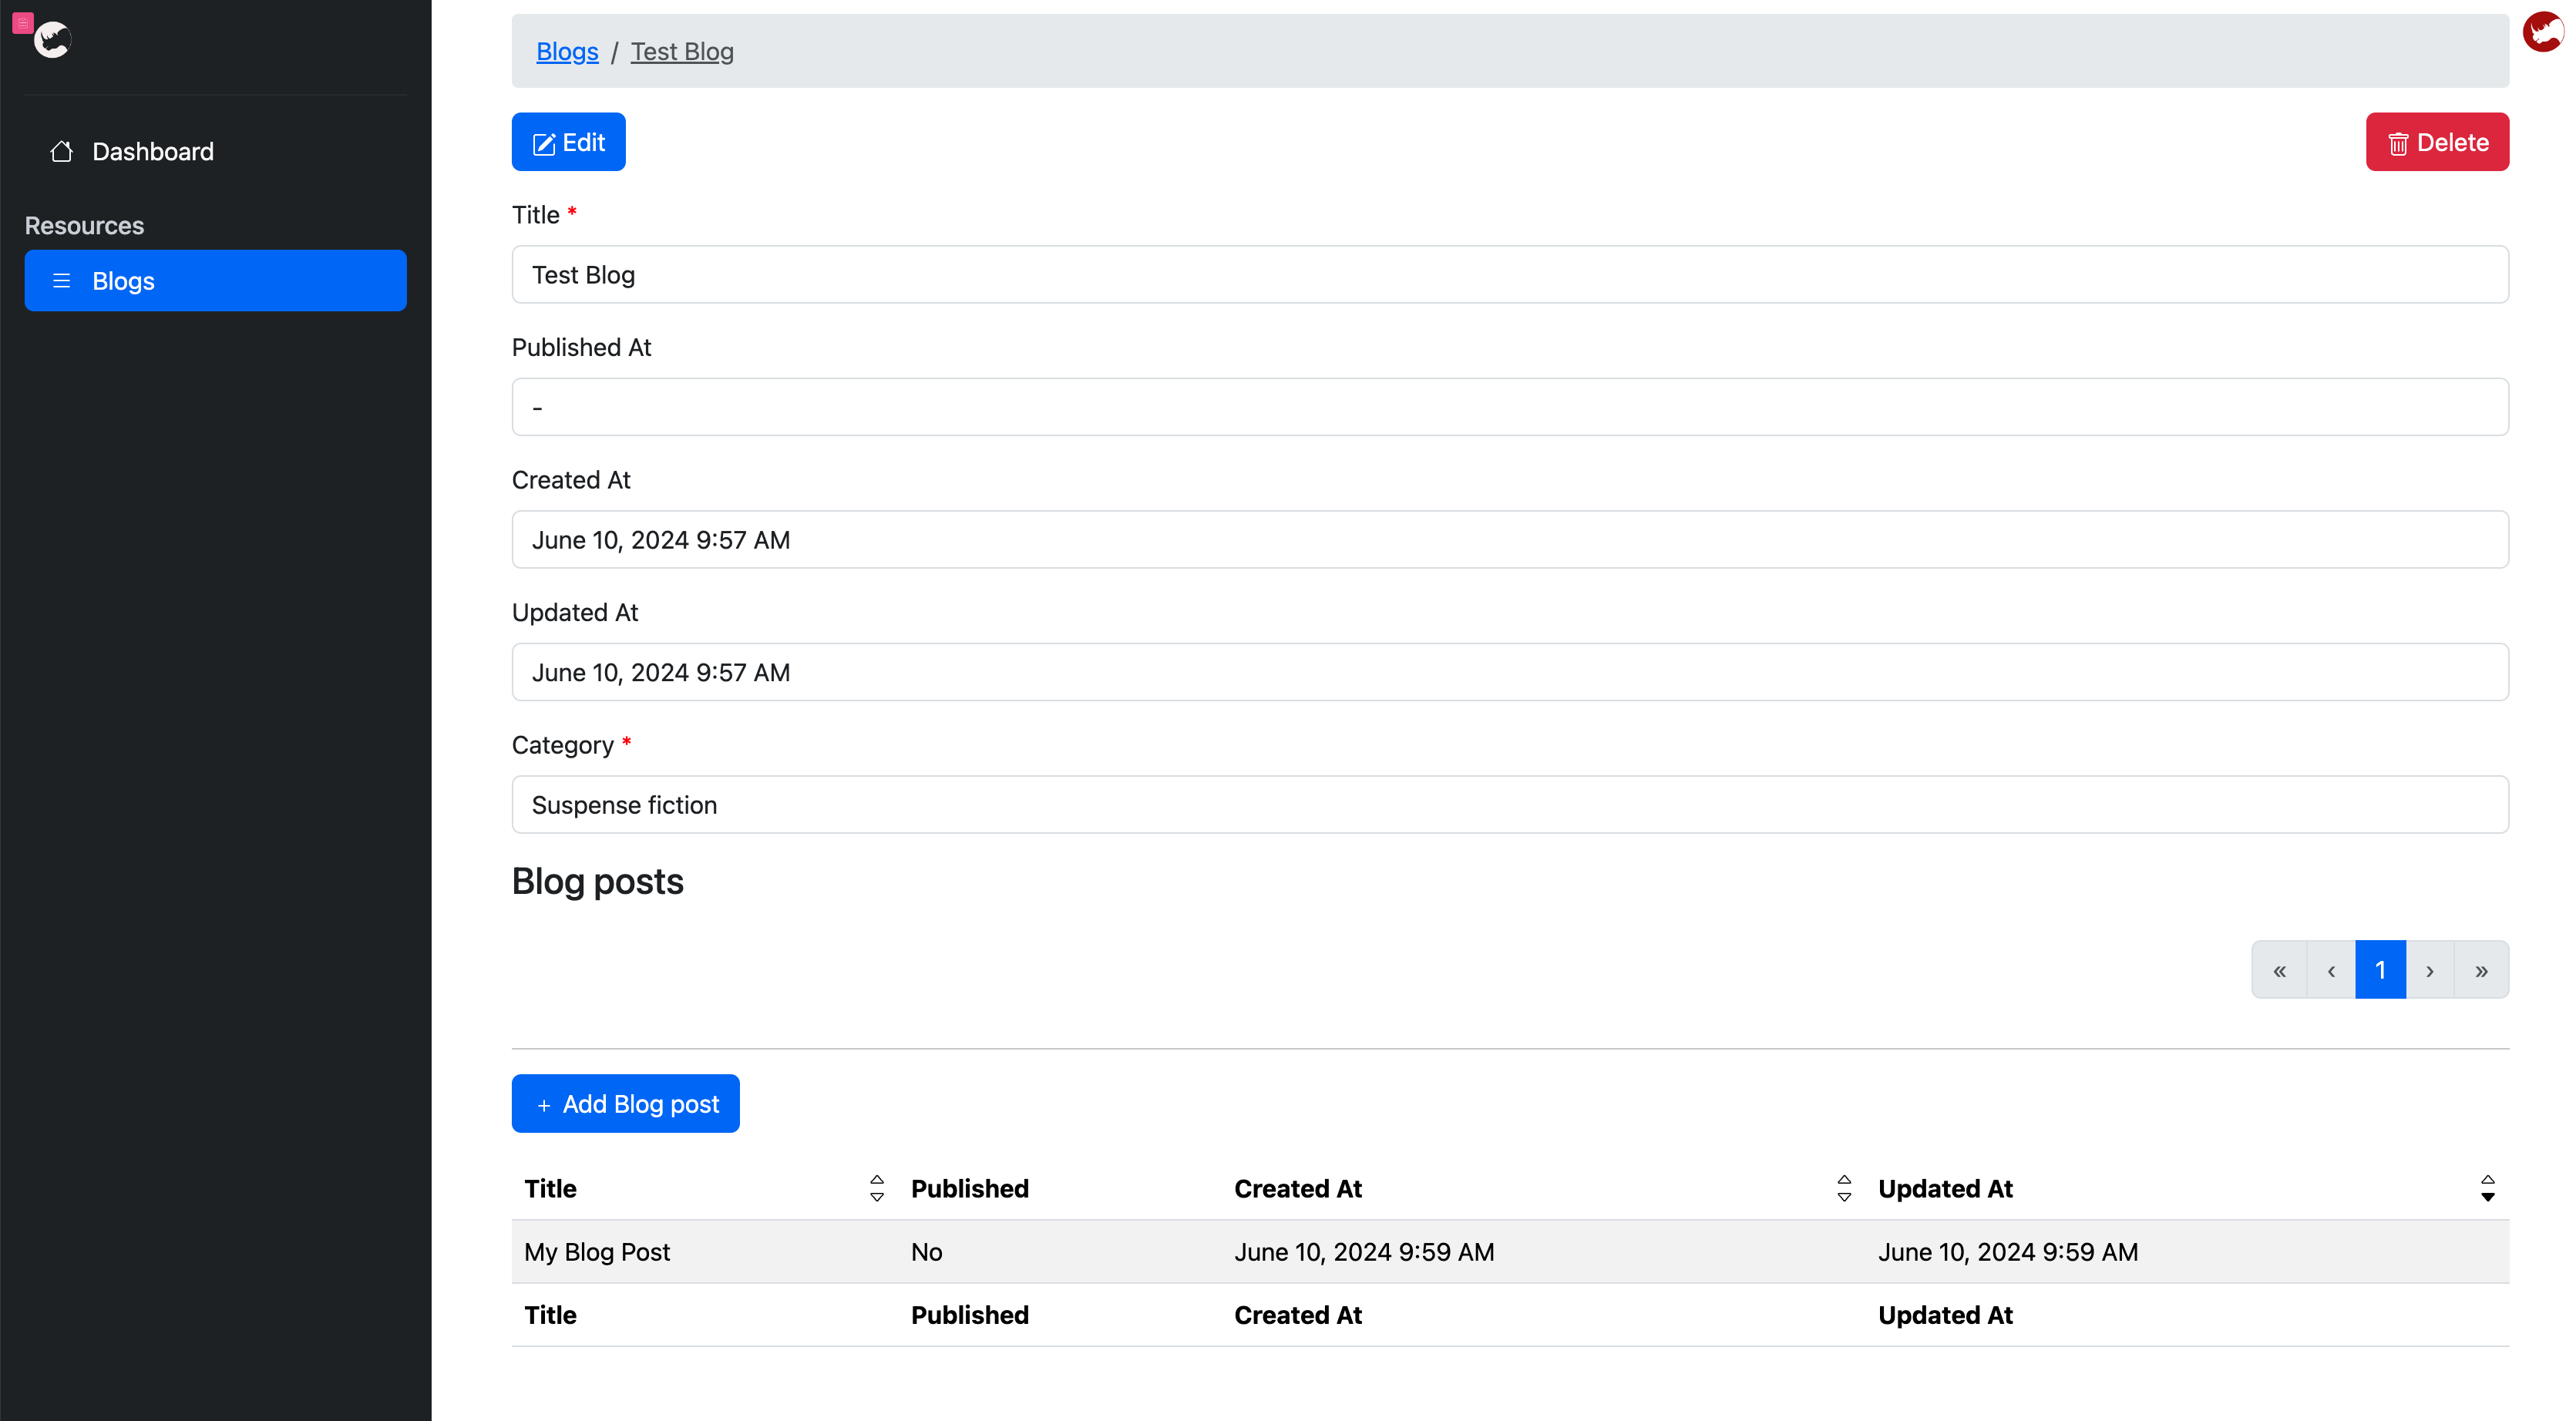 Blogs / Test Blog
Dashboard
Resources
Blogs
Edit
Delete
Title *
Test Blog
Published At
-
Created At
June 10, 2024 9:57 AM
Updated At
June 10, 2024 9:57 AM
Category *
Suspense fiction
Blog posts
« ‹ 1 › »
+ Add Blog post
Title Published Created At Updated At
My Blog Post No June 10, 2024 9:59 AM June 10, 2024 9:59 AM
Title Published Created At Updated At